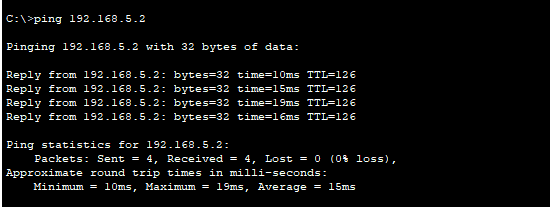 C:\>ping 192.168.5.2
Pinging 192.168.5.2 with 32 bytes of data:
Reply from 192.168.5.2: bytes=32 time=10ms TTL=126
Reply from 192.168.5.2: bytes=32 time=15ms TTL=126
Reply from 192.168.5.2: bytes=32 time=19ms TTL=126
Reply from 192.168.5.2: bytes=32 time=16ms TTL=126
Ping statistics for 192.168.5.2:
Packets: Sent = 4, Received = 4, Lost = 0 (0% loss),
Approximate round trip times in milli-seconds:
Minimum = 10ms, Maximum = 19ms, Average = 15ms